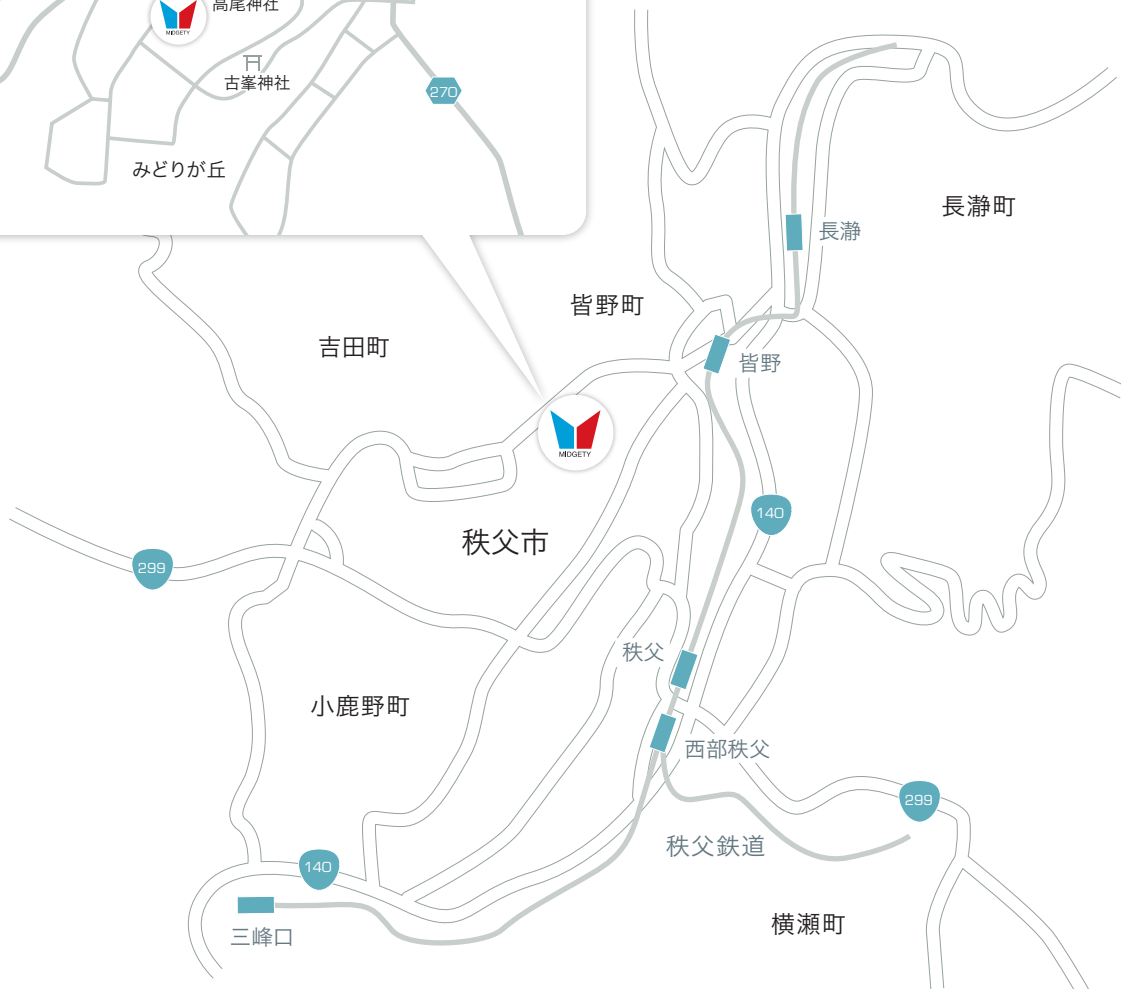 高尾神社
MIDGETY
古峯神社
270
みどりが丘
長瀞町
長瀞
皆野町
吉田町
皆野
MIDGETY
140
秩父市
299
秩父
小鹿野町
西部秩父
299
秩父鉄道
140
横瀬町
三峰口